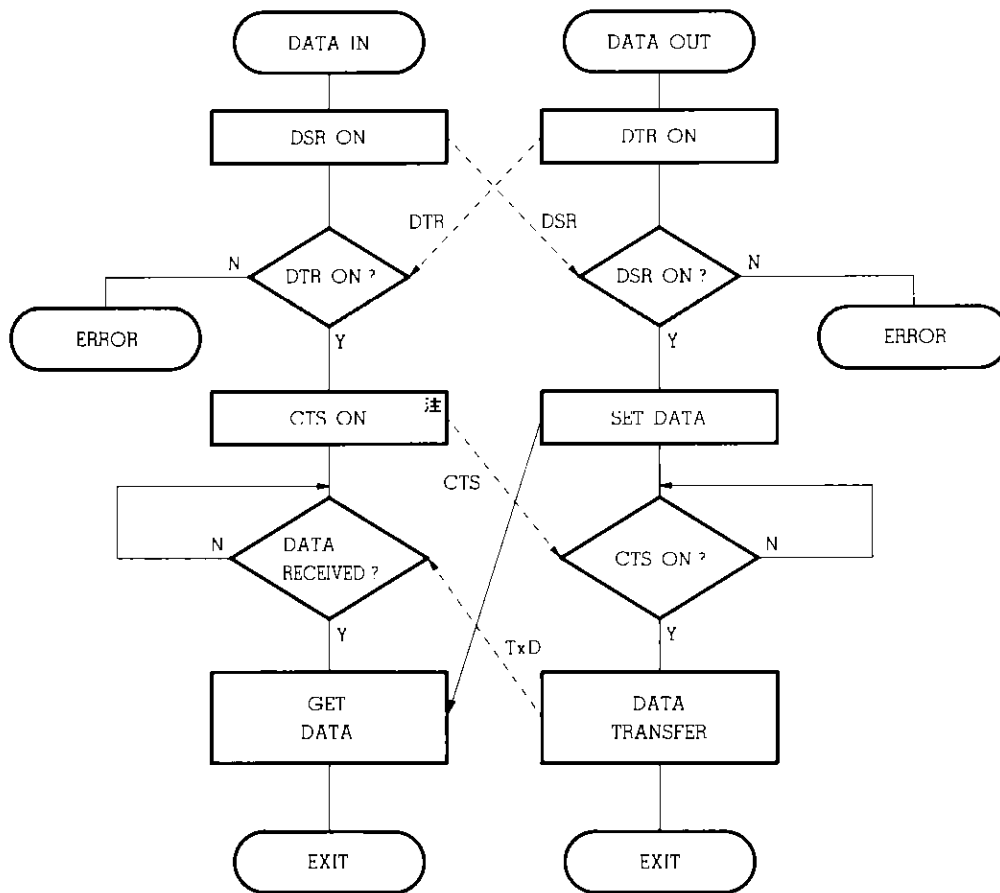 DATA IN
DATA OUT
DSR ON
DTR ON
DTR
DSR
N
DTR ON ?
DSR ON ?
N
ERROR
Y
Y
ERROR
CTS ON
注
SET DATA
CTS
N
DATA
RECEIVED ?
CTS ON ?
N
Y
Y
TxD
GET
DATA
DATA
TRANSFER
EXIT
EXIT